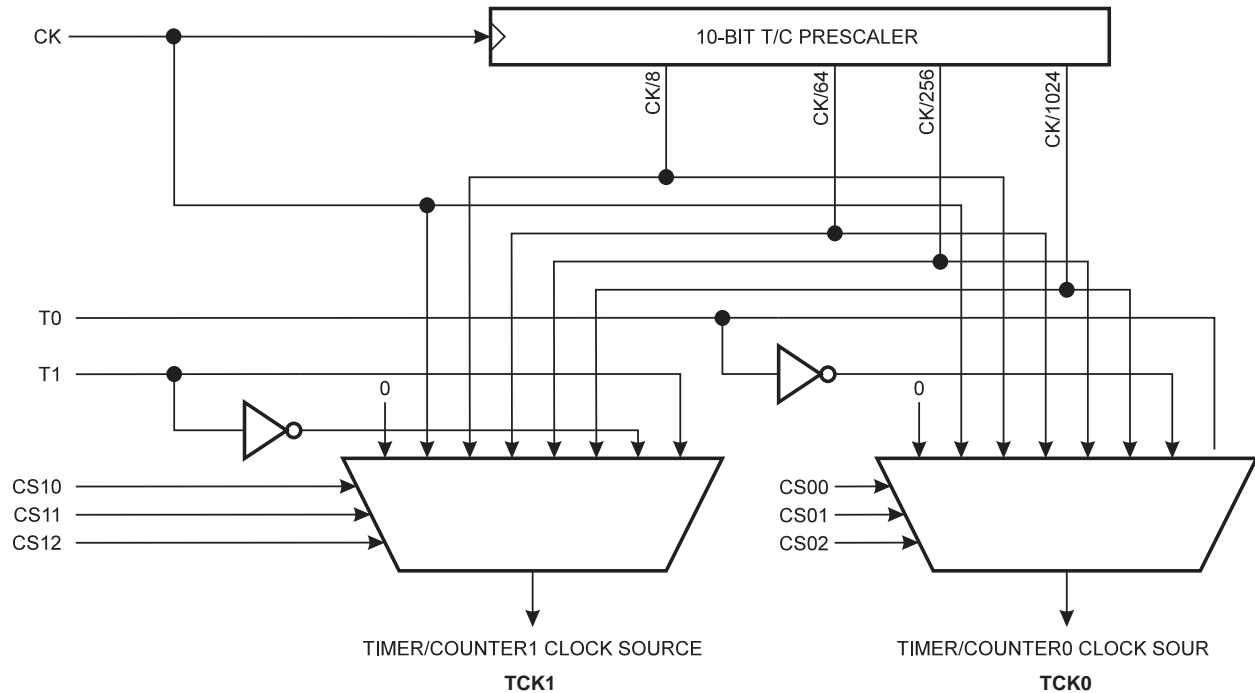 CK
10-BIT T/C PRESCALER
CK/8
CK/64
CK/256
CK/1024
T0
T1
0
0
CS10
CS11
CS12
CS00
CS01
CS02
TIMER/COUNTER1 CLOCK SOURCE
TCK1
TIMER/COUNTER0 CLOCK SOUR
TCK0